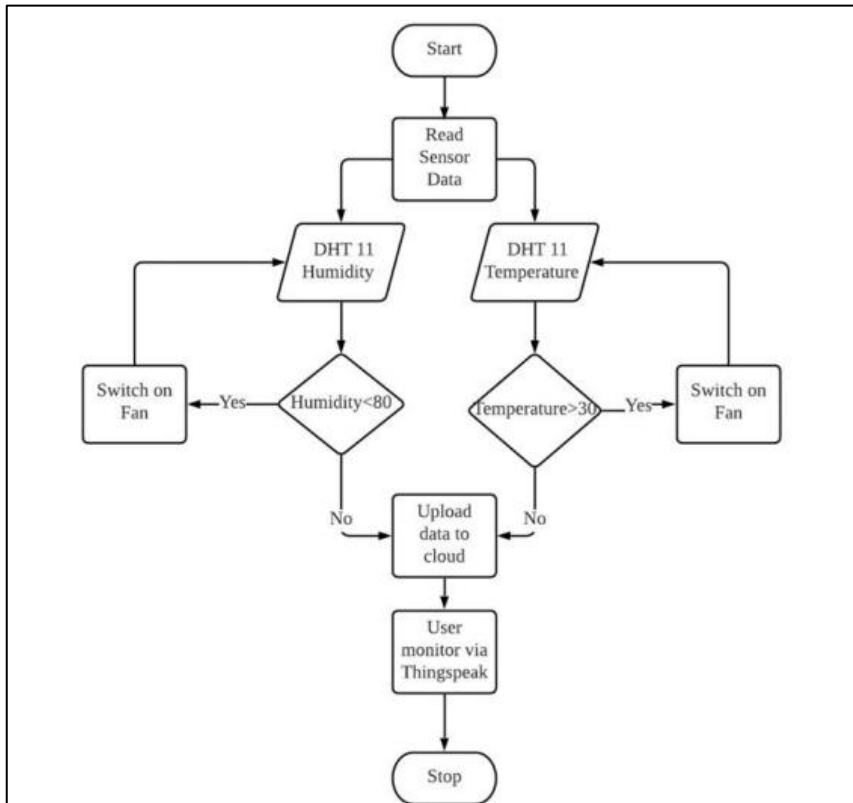 Start
Read
Sensor
Data
DHT 11
Humidity
DHT 11
Temperature
Switch on
Fan
Yes
Humidity<80
Temperature>30
Yes
Switch on
Fan
No
Upload
data to
cloud
No
User
monitor via
Thingspeak
Stop